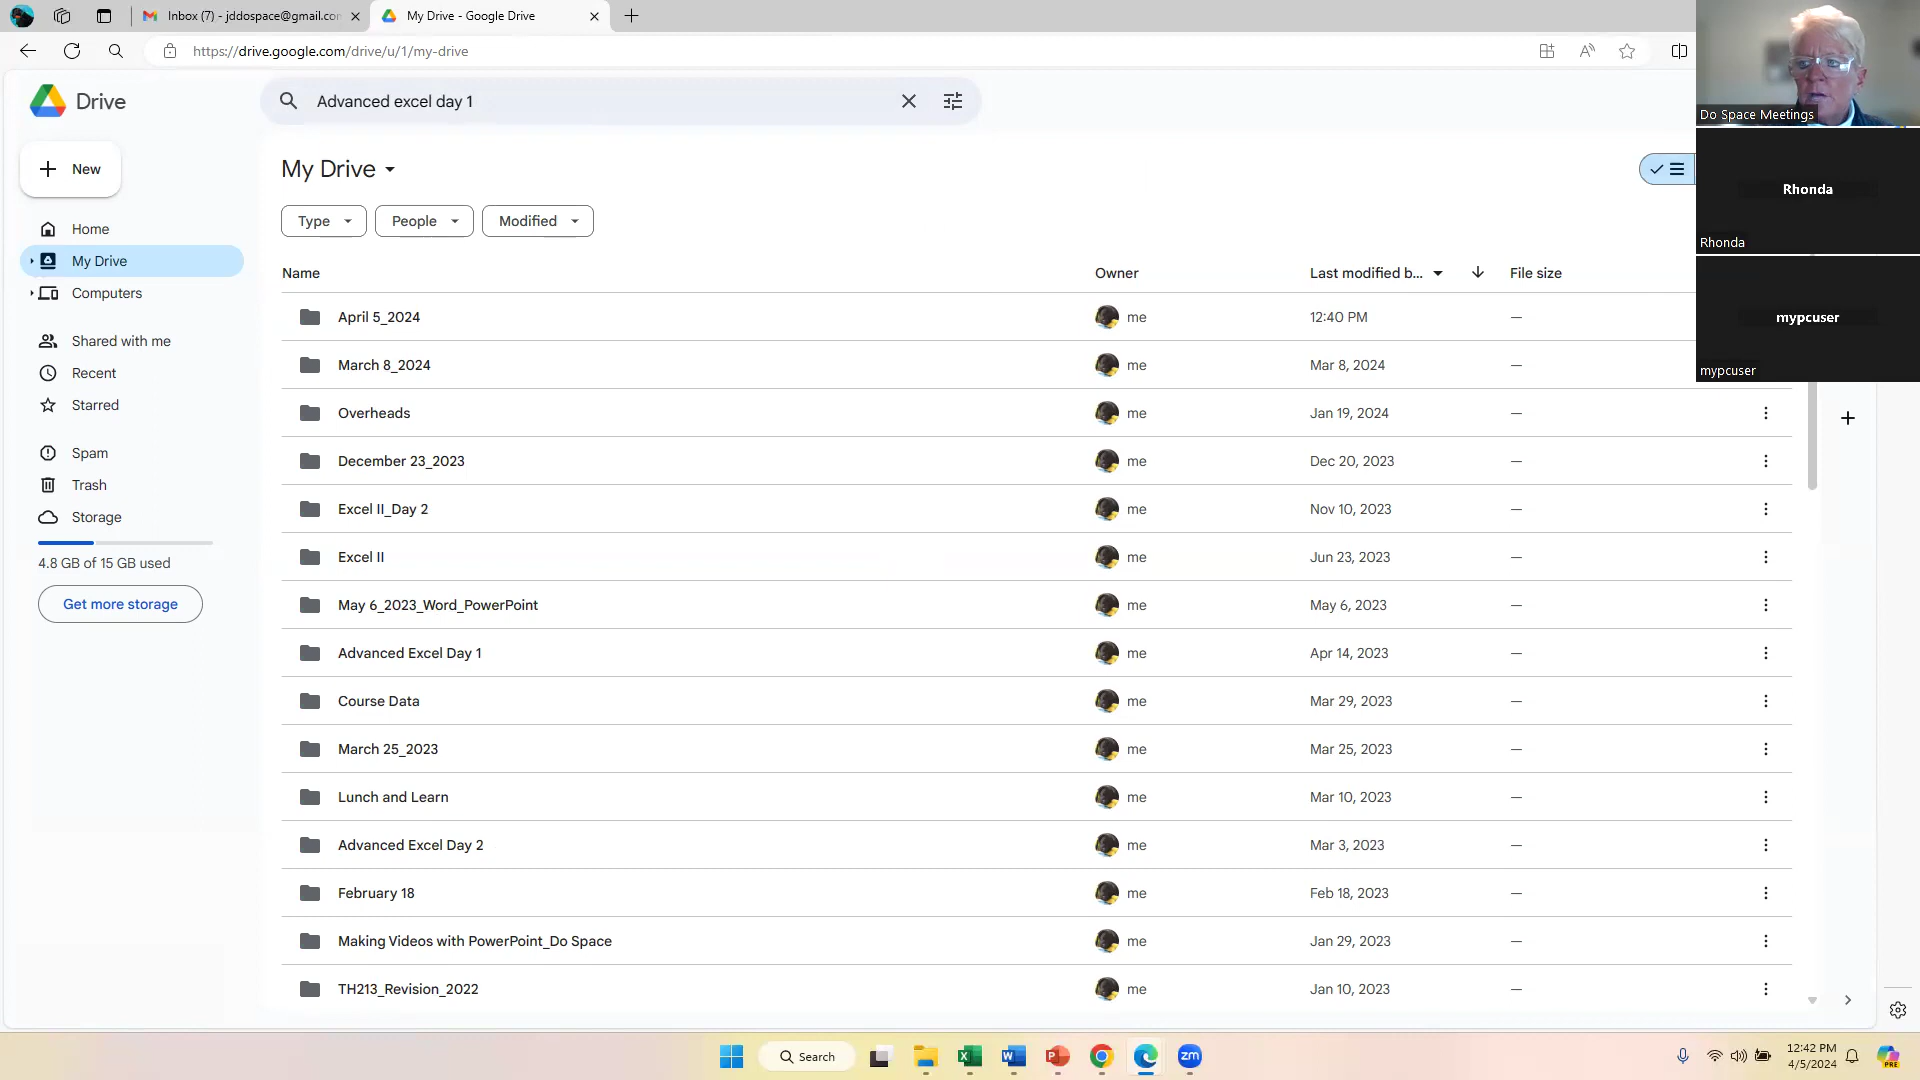 Inbox (7) - jddospace@gmail.co
My Drive - Google Drive
https://drive.google.com/drive/u/1/my-drive
Drive
Advanced excel day 1
New
My Drive
Type
People
Modified
Home
My Drive
Computers
Shared with me
Recent
Starred
Spam
Trash
Storage
4.8 GB of 15 GB used
Get more storage
Name Owner Last modified b... File size
April 5_2024 me 12:40 PM —
March 8_2024 me Mar 8, 2024 —
Overheads me Jan 19, 2024 —
December 23_2023 me Dec 20, 2023 —
Excel II_Day 2 me Nov 10, 2023 —
Excel II me Jun 23, 2023 —
May 6_2023_Word_PowerPoint me May 6, 2023 —
Advanced Excel Day 1 me Apr 14, 2023 —
Course Data me Mar 29, 2023 —
March 25_2023 me Mar 25, 2023 —
Lunch and Learn me Mar 10, 2023 —
Advanced Excel Day 2 me Mar 3, 2023 —
February 18 me Feb 18, 2023 —
Making Videos with PowerPoint_Do Space me Jan 29, 2023 —
TH213_Revision_2022 me Jan 10, 2023 —
Do Space Meetings
Rhonda
Rhonda
mypcuser
mypcuser
Search
zm
12:42 PM
4/5/2024
PRE